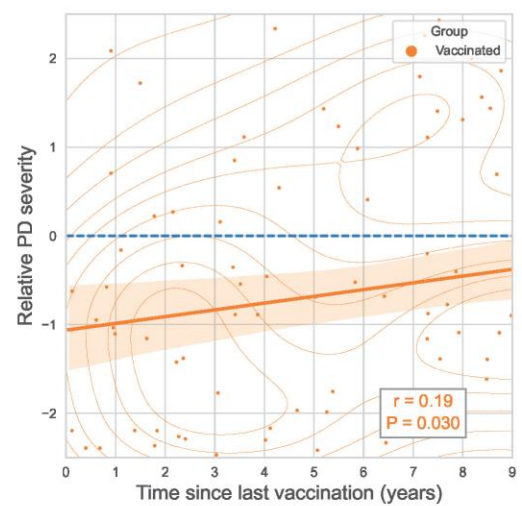 Group
Vaccinated
Relative PD severity
2
1
0
−1
−2
r = 0.19
P = 0.030
0 1 2 3 4 5 6 7 8 9
Time since last vaccination (years)